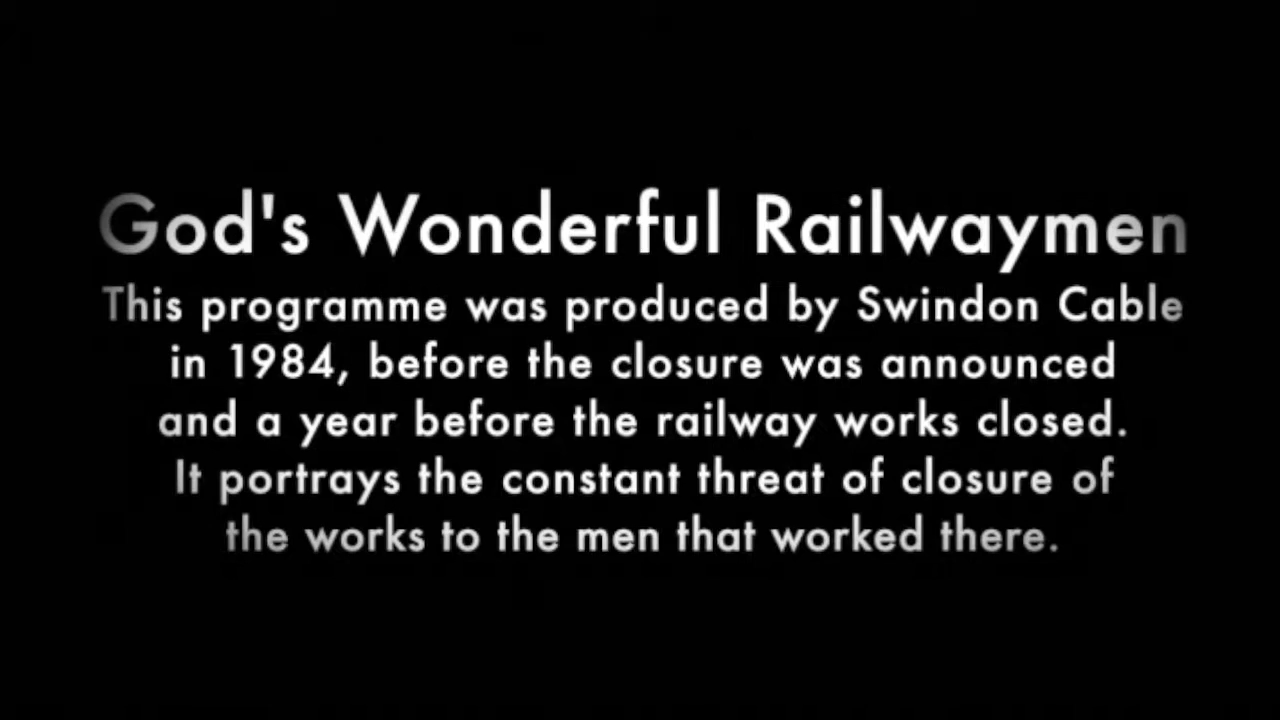 God's Wonderful Railwaymen
This programme was produced by Swindon Cable
in 1984, before the closure was announced
and a year before the railway works closed.
It portrays the constant threat of closure of
the works to the men that worked there.